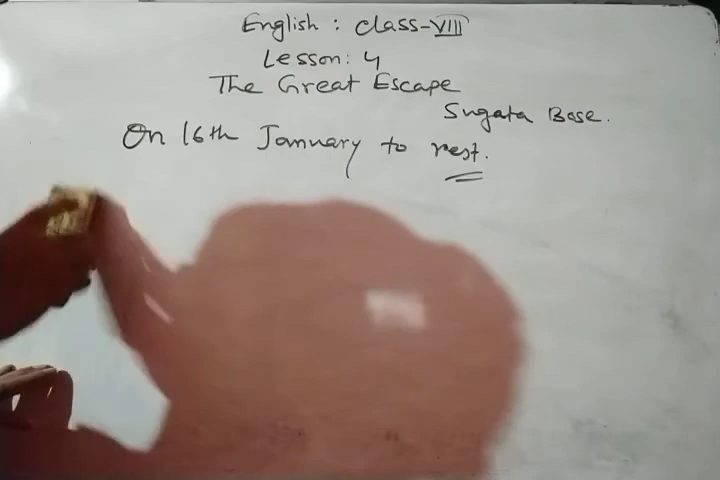 English : class-VIII
Lesson: 4
The Great Escape
Sugata Bose.
On 16th January to rest.